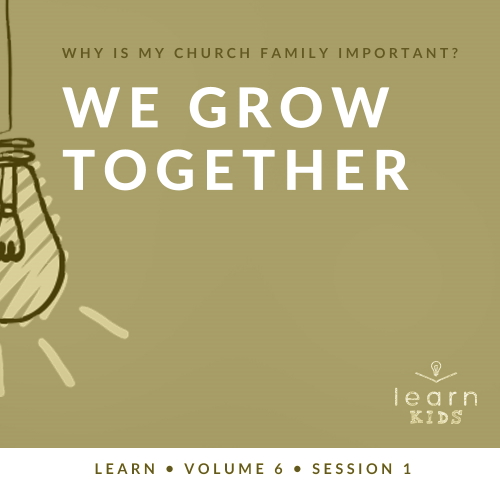 WHY IS MY CHURCH FAMILY IMPORTANT?
WE GROW
TOGETHER
learn
KIDS
LEARN • VOLUME 6 • SESSION 1